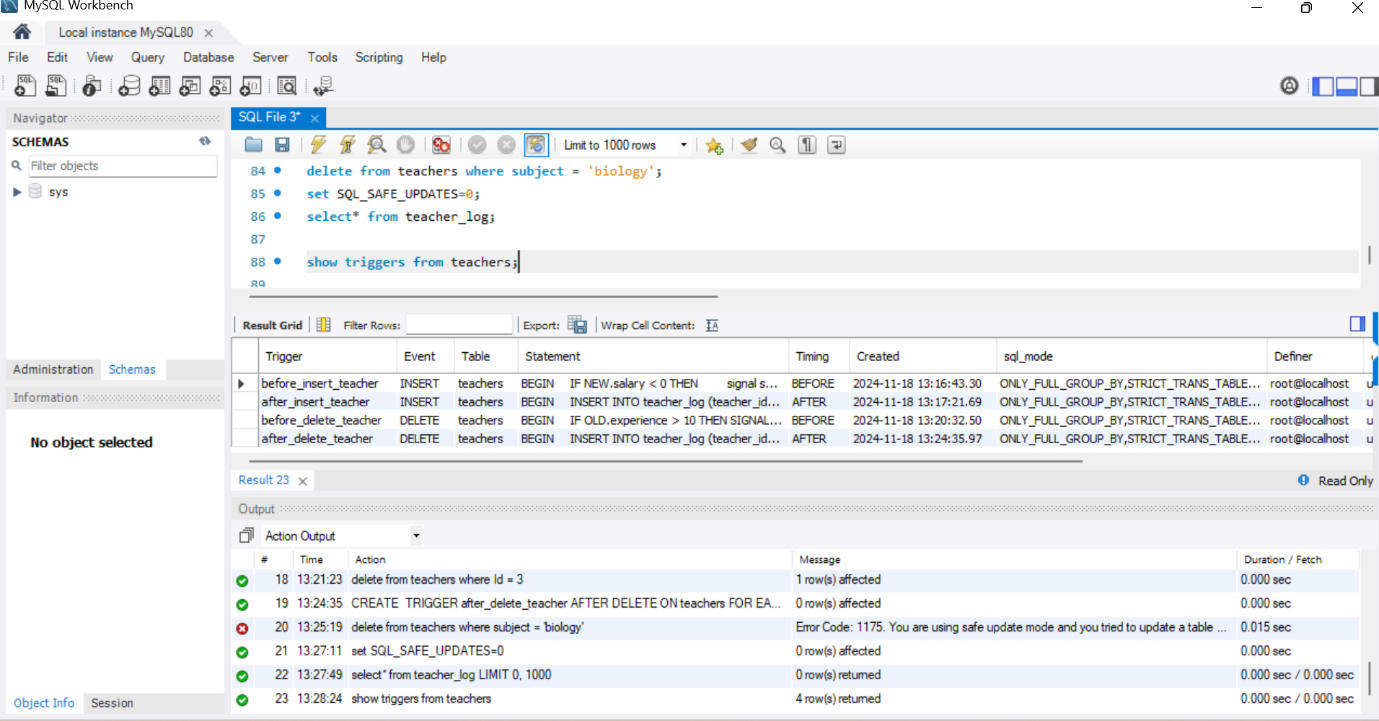 MySQL Workbench
Local instance MySQL80
File Edit View Query Database Server Tools Scripting Help
Navigator
SCHEMAS
Filter objects
sys
Administration Schemas
Information
No object selected
Object Info Session
SQL File 3*
Limit to 1000 rows
84 delete from teachers where subject = 'biology';
85 set SQL_SAFE_UPDATES=0;
86 select* from teacher_log;
87
88 show triggers from teachers;
89
Result Grid Filter Rows: Export: Wrap Cell Content:
Trigger Event Table Statement Timing Created sql_mode Definer
before_insert_teacher INSERT teachers BEGIN IF NEW.salary < 0 THEN signal s... BEFORE 2024-11-18 13:16:43.30 ONLY_FULL_GROUP_BY,STRICT_TRANS_TABLE... root@localhost u
after_insert_teacher INSERT teachers BEGIN INSERT INTO teacher_log (teacher_id... AFTER 2024-11-18 13:17:21.69 ONLY_FULL_GROUP_BY,STRICT_TRANS_TABLE... root@localhost u
before_delete_teacher DELETE teachers BEGIN IF OLD.experience > 10 THEN SIGNAL... BEFORE 2024-11-18 13:20:32.50 ONLY_FULL_GROUP_BY,STRICT_TRANS_TABLE... root@localhost u
after_delete_teacher DELETE teachers BEGIN INSERT INTO teacher_log (teacher_id... AFTER 2024-11-18 13:24:35.97 ONLY_FULL_GROUP_BY,STRICT_TRANS_TABLE... root@localhost u
Result 23 Read Only
Output
Action Output
# Time Action Message Duration / Fetch
18 13:21:23 delete from teachers where Id = 3 1 row(s) affected 0.000 sec
19 13:24:35 CREATE TRIGGER after_delete_teacher AFTER DELETE ON teachers FOR EA... 0 row(s) affected 0.000 sec
20 13:25:19 delete from teachers where subject = 'biology' Error Code: 1175. You are using safe update mode and you tried to update a table ... 0.015 sec
21 13:27:11 set SQL_SAFE_UPDATES=0 0 row(s) affected 0.000 sec
22 13:27:49 select* from teacher_log LIMIT 0, 1000 0 row(s) returned 0.000 sec / 0.000 sec
23 13:28:24 show triggers from teachers 4 row(s) returned 0.000 sec / 0.000 sec